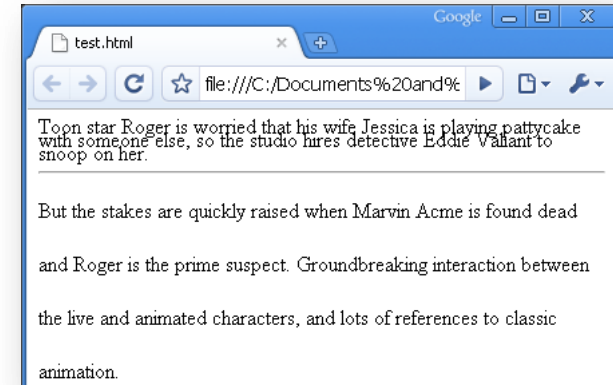 Google
test.html
file:///C:/Documents%20and%
Toon star Roger is worried that his wife Jessica is playing pattycake
with someone else, so the studio hires detective Eddie Valiant to
snoop on her.
But the stakes are quickly raised when Marvin Acme is found dead
and Roger is the prime suspect. Groundbreaking interaction between
the live and animated characters, and lots of references to classic
animation.